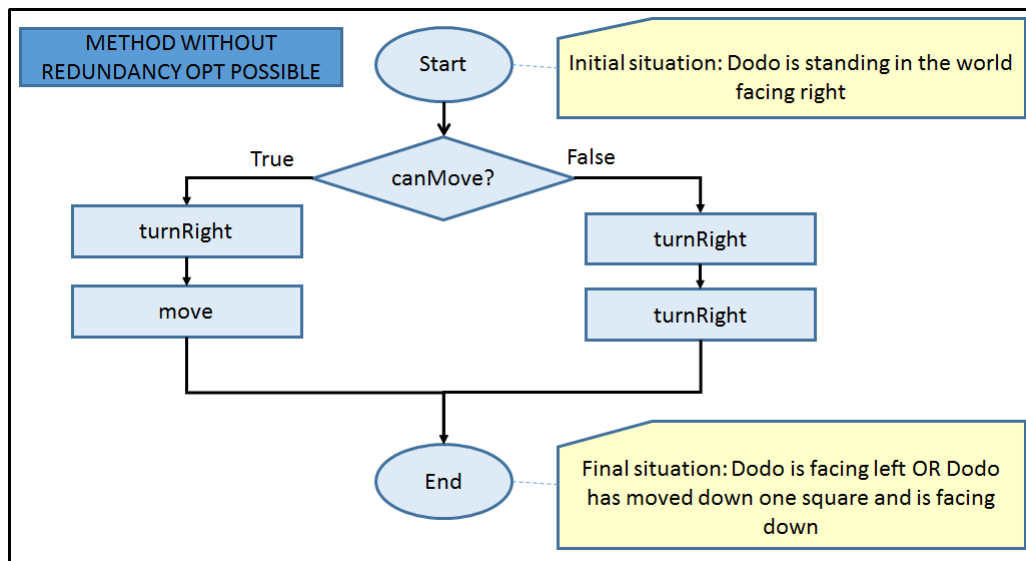 METHOD WITHOUT
REDUNDANCY OPT POSSIBLE
Start
Initial situation: Dodo is standing in the world
facing right
True
False
canMove?
turnRight
move
turnRight
turnRight
End
Final situation: Dodo is facing left OR Dodo
has moved down one square and is facing
down